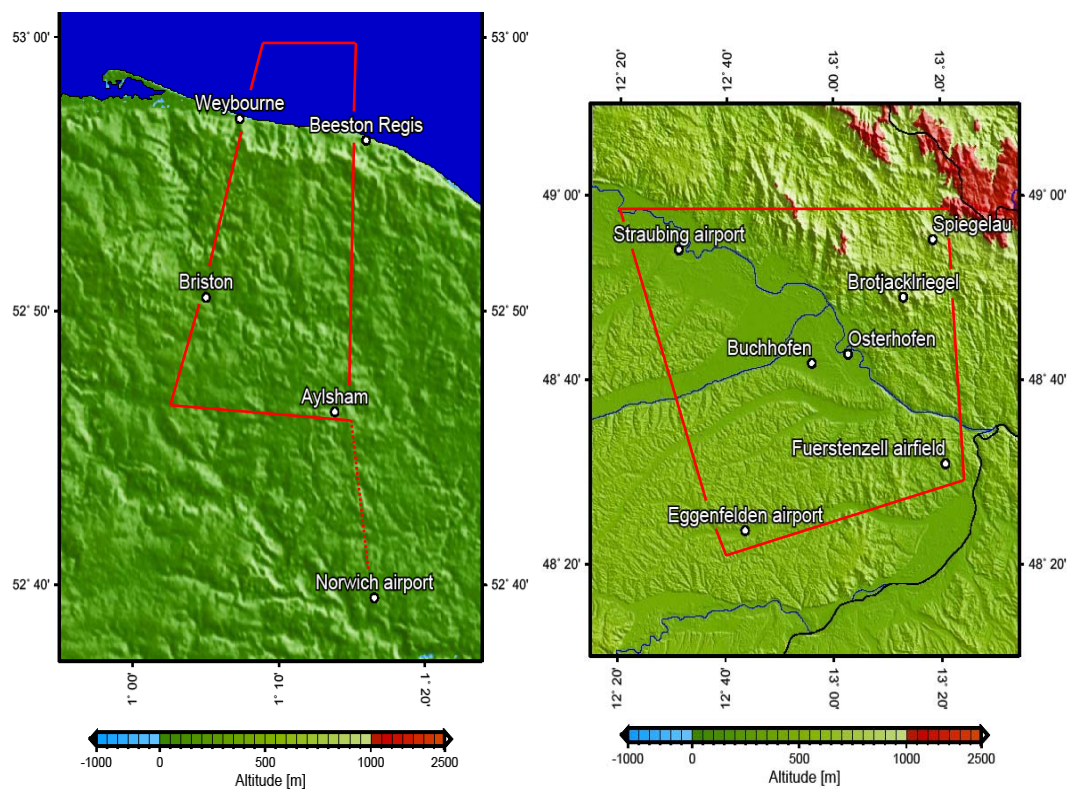 53° 00'
53° 00'
Weybourne
Beeston Regis
Briston
52° 50'
52° 50'
Aylsham
52° 40'
Norwich airport
52° 40'
1° 00'
1° 10'
1° 20'
-1000
0
500
1000
2500
Altitude [m]
12° 20'
12° 40'
13° 00'
13° 20'
49° 00'
49° 00'
Straubing airport
Spiegelau
Brotjacklriegel
Buchhofen
Osterhofen
48° 40'
48° 40'
Fuerstenzell airfield
Eggenfelden airport
48° 20'
48° 20'
12° 20'
12° 40'
13° 00'
13° 20'
-1000
0
500
1000
2500
Altitude [m]